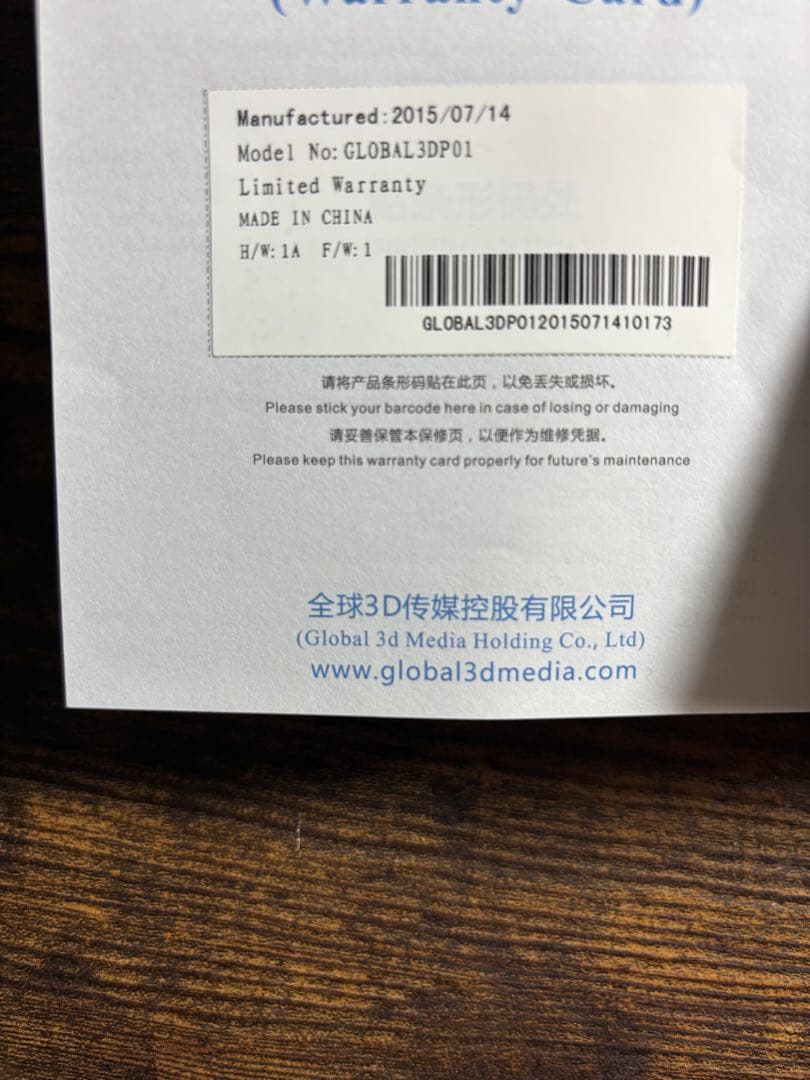 (Warranty Card)
Manufactured:2015/07/14
Model No:GLOBAL3DP01
Limited Warranty
MADE IN CHINA
H/W:1A F/W:1
GLOBAL3DP012015071410173
请将产品条形码贴在此页，以免丢失或损坏。
Please stick your barcode here in case of losing or damaging
请妥善保管本保修页，以便作为维修凭据。
Please keep this warranty card properly for future's maintenance
全球3D传媒控股有限公司
(Global 3d Media Holding Co., Ltd)
www.global3dmedia.com